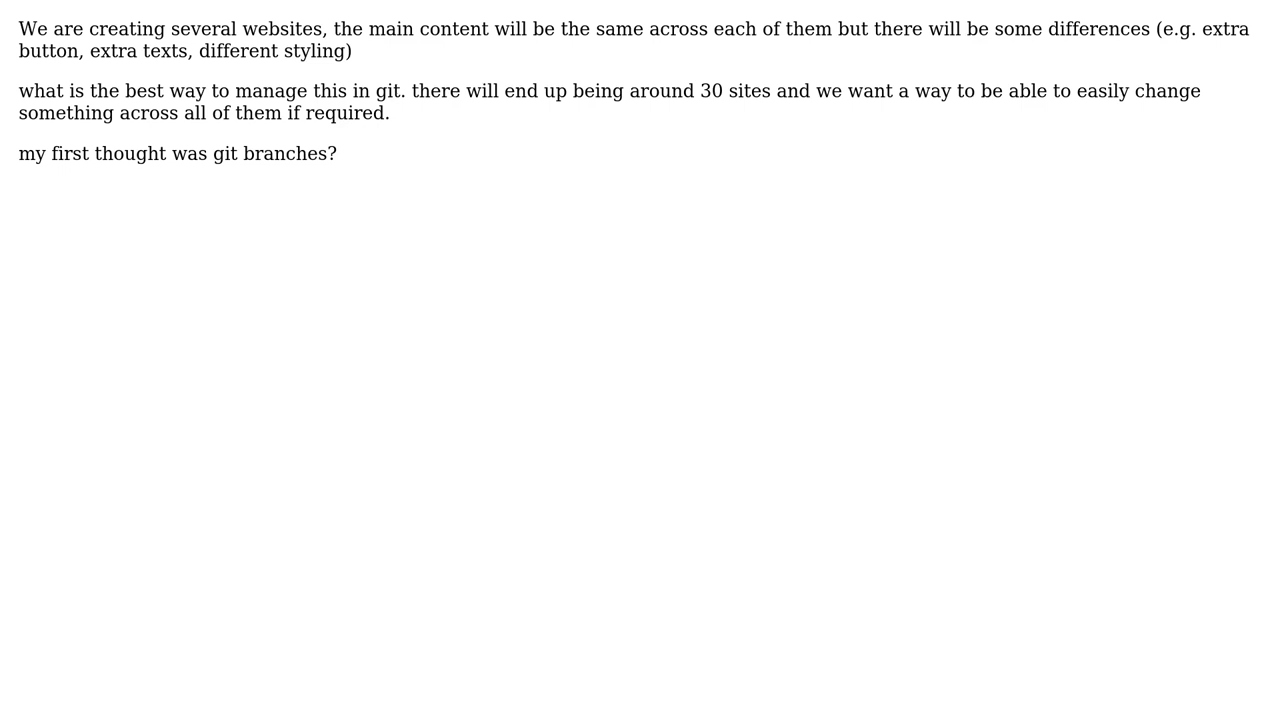 We are creating several websites, the main content will be the same across each of them but there will be some differences (e.g. extra
button, extra texts, different styling)
what is the best way to manage this in git. there will end up being around 30 sites and we want a way to be able to easily change
something across all of them if required.
my first thought was git branches?